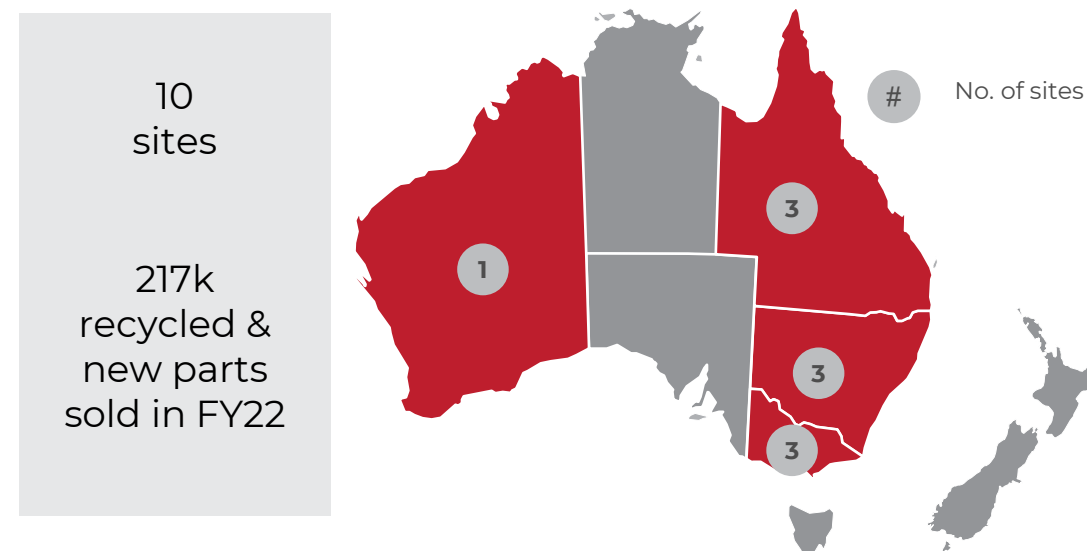 10
sites
217k
recycled &
new parts
sold in FY22
# No. of sites
3
1
3
3